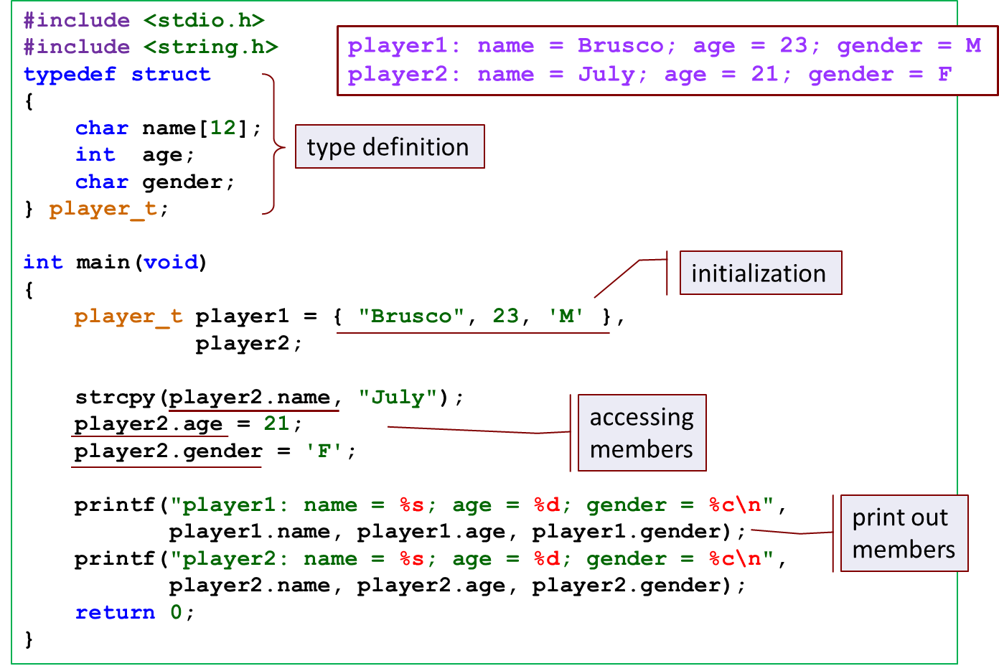 #include <stdio.h>
#include <string.h>
player1: name = Brusco; age = 23; gender = M
player2: name = July; age = 21; gender = F
typedef struct
{
    char name[12];
    int  age;
    char gender;
} player_t;
type definition
int main(void)
{
initialization
    player_t player1 = { "Brusco", 23, 'M' },
             player2;
    strcpy(player2.name, "July");
    player2.age = 21;
    player2.gender = 'F';
accessing
members
    printf("player1: name = %s; age = %d; gender = %c\n",
           player1.name, player1.age, player1.gender);
    printf("player2: name = %s; age = %d; gender = %c\n",
           player2.name, player2.age, player2.gender);
print out
members
    return 0;
}